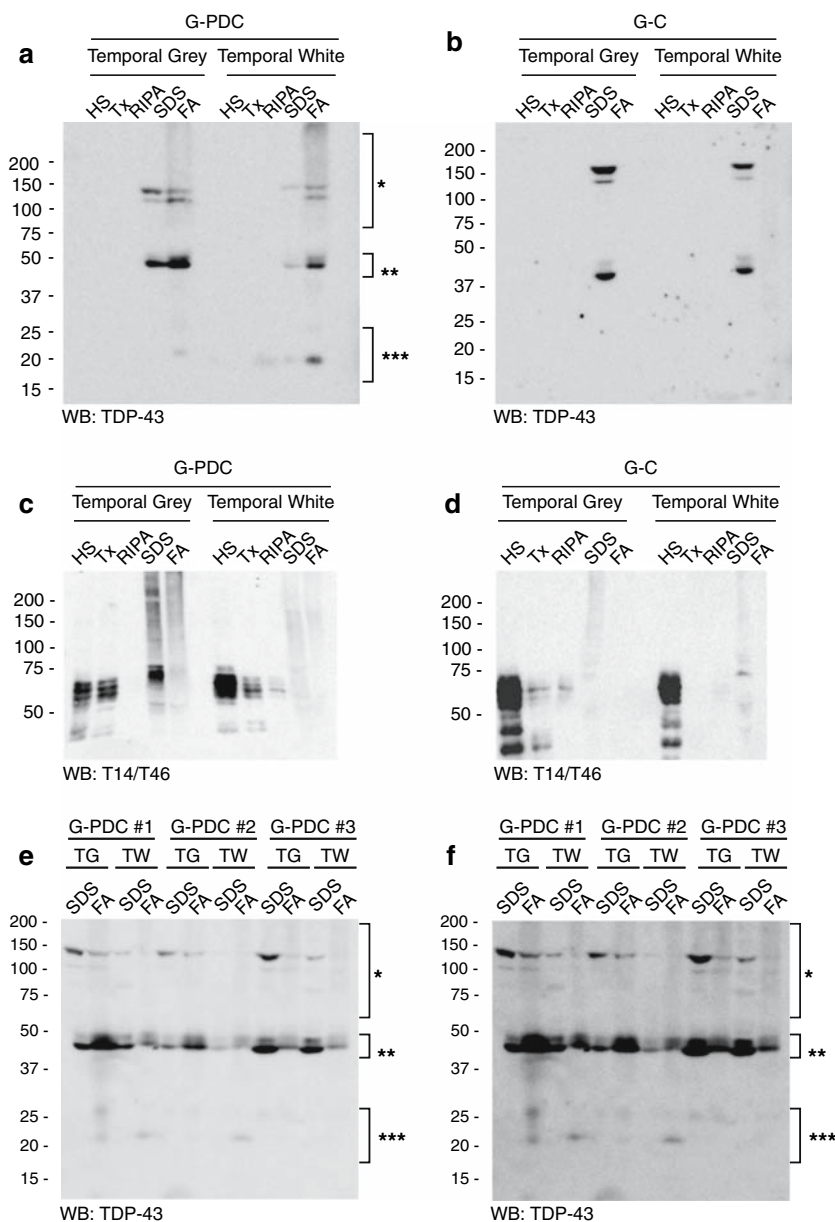 G-PDC
a
Temporal Grey Temporal White
HS Tx RIPA SDS FA HS Tx RIPA SDS FA
200 -
150 -
100 -
75 -
50 -
37 -
25 -
20 -
15 -
*
**
***
WB: TDP-43
G-C
b
Temporal Grey Temporal White
HS Tx RIPA SDS FA HS Tx RIPA SDS FA
200 -
150 -
100 -
75 -
50 -
37 -
25 -
20 -
15 -
WB: TDP-43
G-PDC
c
Temporal Grey Temporal White
HS Tx RIPA SDS FA HS Tx RIPA SDS FA
200 -
150 -
100 -
75 -
50 -
WB: T14/T46
G-C
d
Temporal Grey Temporal White
HS Tx RIPA SDS FA HS Tx RIPA SDS FA
200 -
150 -
100 -
75 -
50 -
WB: T14/T46
G-PDC #1 G-PDC #2 G-PDC #3
e
TG TW TG TW TG TW
SDS FA SDS FA SDS FA SDS FA SDS FA SDS FA
200 -
150 -
100 -
75 -
50 -
37 -
25 -
20 -
15 -
*
**
***
WB: TDP-43
G-PDC #1 G-PDC #2 G-PDC #3
f
TG TW TG TW TG TW
SDS FA SDS FA SDS FA SDS FA SDS FA SDS FA
200 -
150 -
100 -
75 -
50 -
37 -
25 -
20 -
15 -
*
**
***
WB: TDP-43